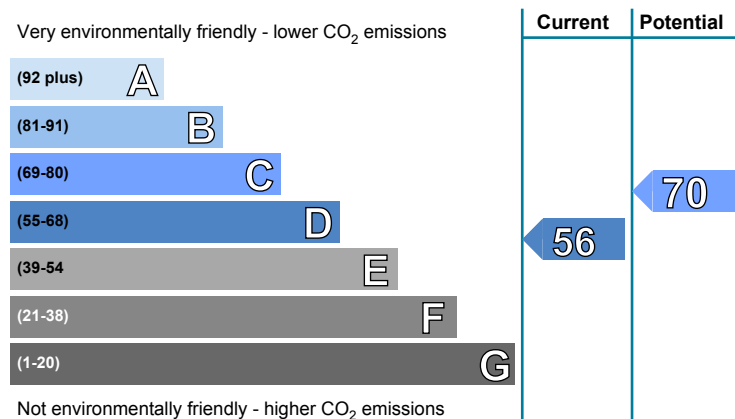 Very environmentally friendly - lower CO₂ emissions
Current
Potential
(92 plus) A
(81-91) B
(69-80) C
(55-68) D
(39-54 E
(21-38) F
(1-20) G
56
70
Not environmentally friendly - higher CO₂ emissions